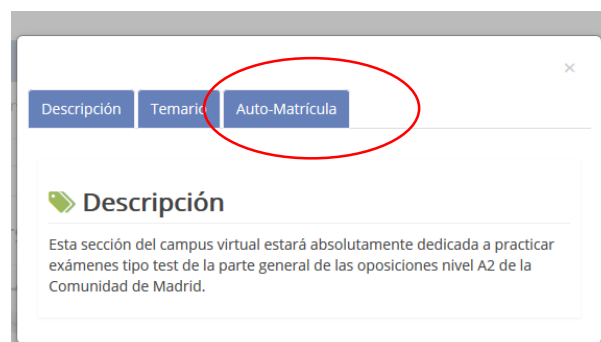 ×
Descripción Temario Auto-Matrícula
Descripción
Esta sección del campus virtual estará absolutamente dedicada a practicar
exámenes tipo test de la parte general de las oposiciones nivel A2 de la
Comunidad de Madrid.